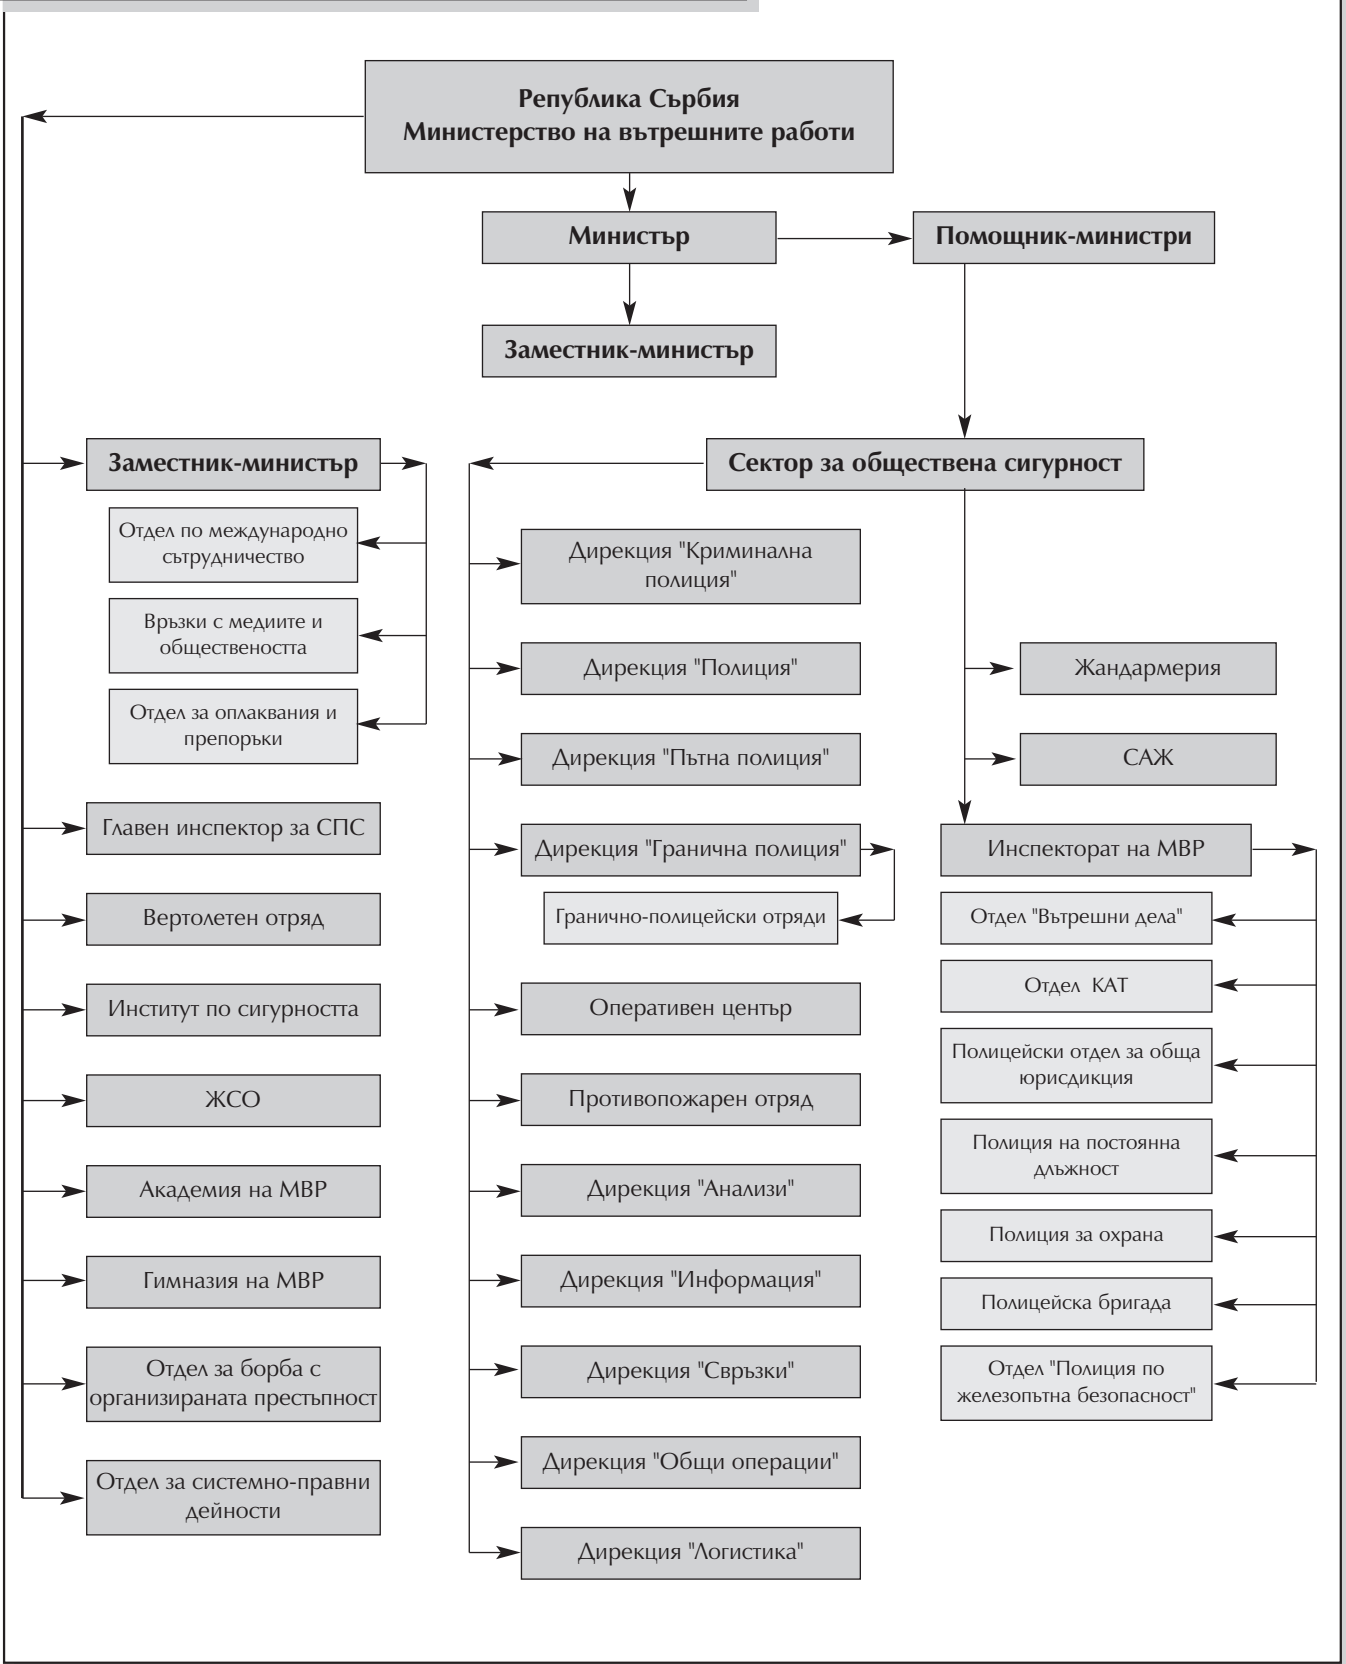 Република Сърбия
Министерство на вътрешните работи
Министър
Помощник-министри
Заместник-министър
Заместник-министър
Отдел по международно
сътрудничество
Връзки с медиите и
обществеността
Отдел за оплаквания и
препоръки
Главен инспектор за СПС
Вертолетен отряд
Институт по сигурността
ЖСО
Академия на МВР
Гимназия на МВР
Отдел за борба с
организираната престъпност
Отдел за системно-правни
дейности
Сектор за обществена сигурност
Дирекция "Криминална
полиция"
Дирекция "Полиция"
Дирекция "Пътна полиция"
Дирекция "Гранична полиция"
Гранично-полицейски отряди
Оперативен център
Противопожарен отряд
Дирекция "Анализи"
Дирекция "Информация"
Дирекция "Свръзки"
Дирекция "Общи операции"
Дирекция "Логистика"
Жандармерия
САЖ
Инспекторат на МВР
Отдел "Вътрешни дела"
Отдел КАТ
Полицейски отдел за обща
юрисдикция
Полиция на постоянна
длъжност
Полиция за охрана
Полицейска бригада
Отдел "Полиция по
железопътна безопасност"